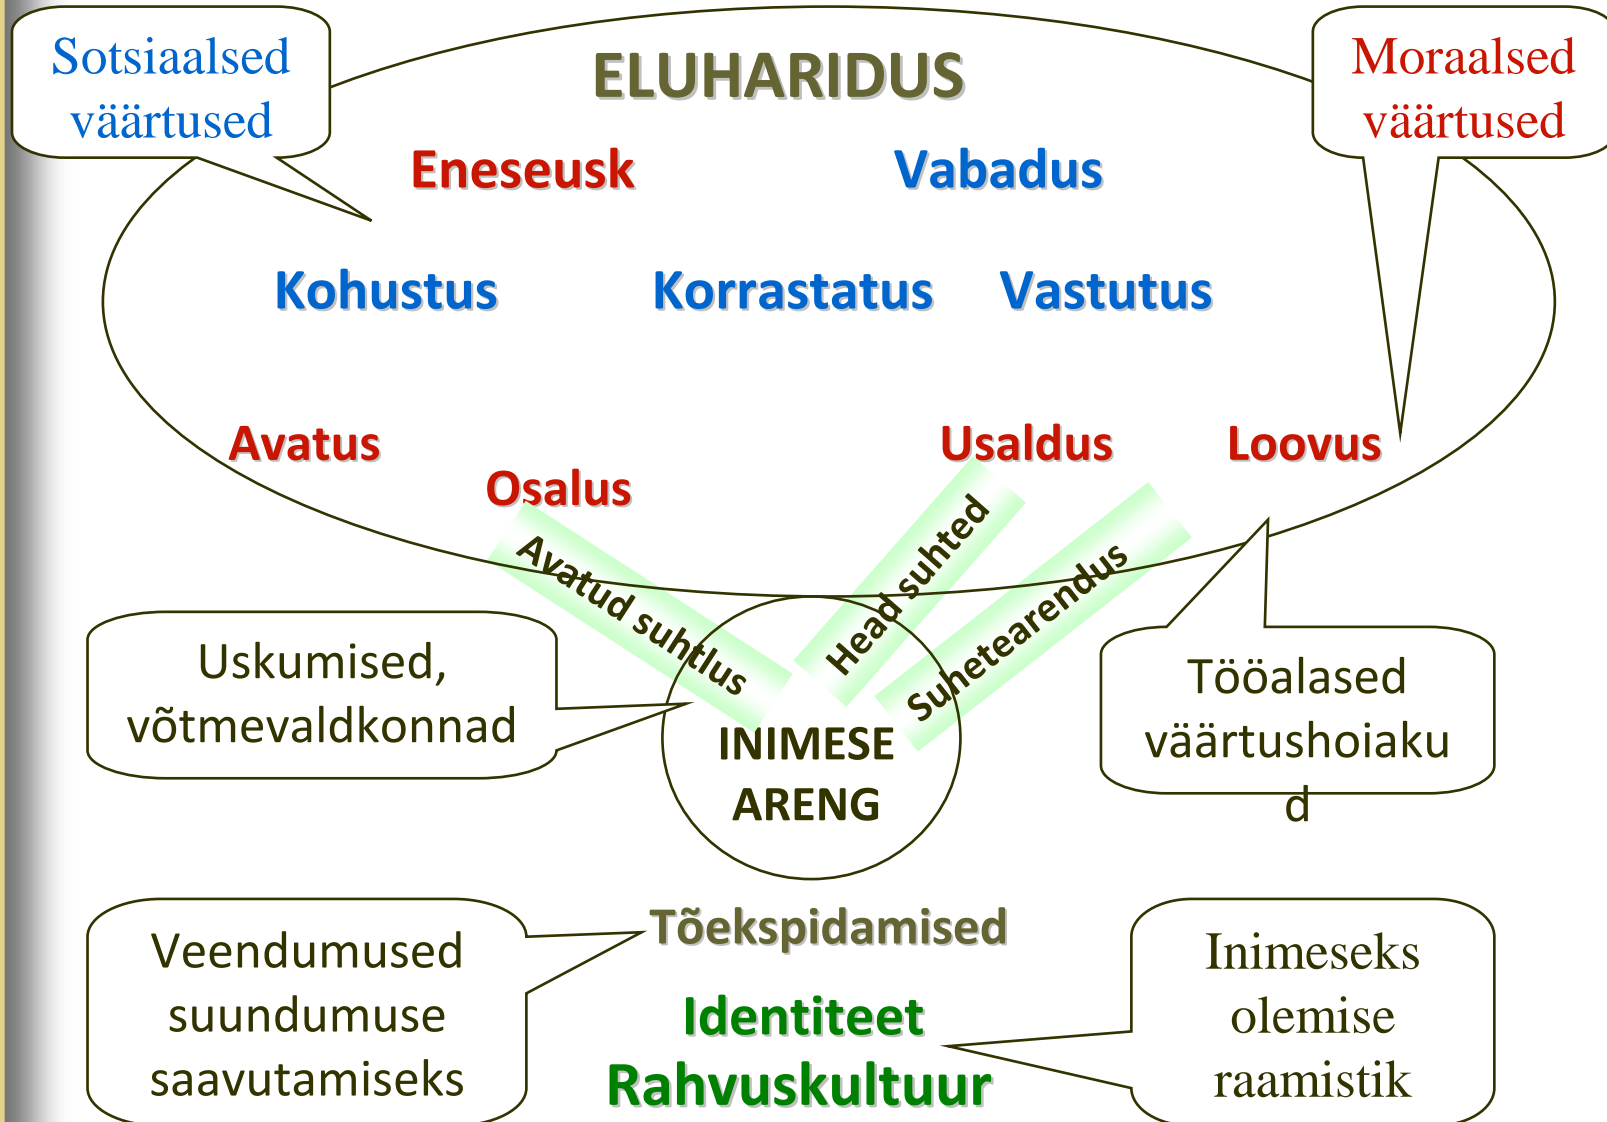 Sotsiaalsed
väärtused
ELUHARIDUS
Moraalsed
väärtused
Eneseusk
Vabadus
Kohustus
Korrastatus
Vastutus
Avatus
Osalus
Usaldus
Loovus
Avatud suhtlus
Head suhted
Suhetearendus
Uskumised,
võtmevaldkonnad
INIMESE
ARENG
Tööalased
väärtushoiaku
d
Veendumused
suundumuse
saavutamiseks
Tõekspidamised
Identiteet
Rahvuskultuur
Inimeseks
olemise
raamistik